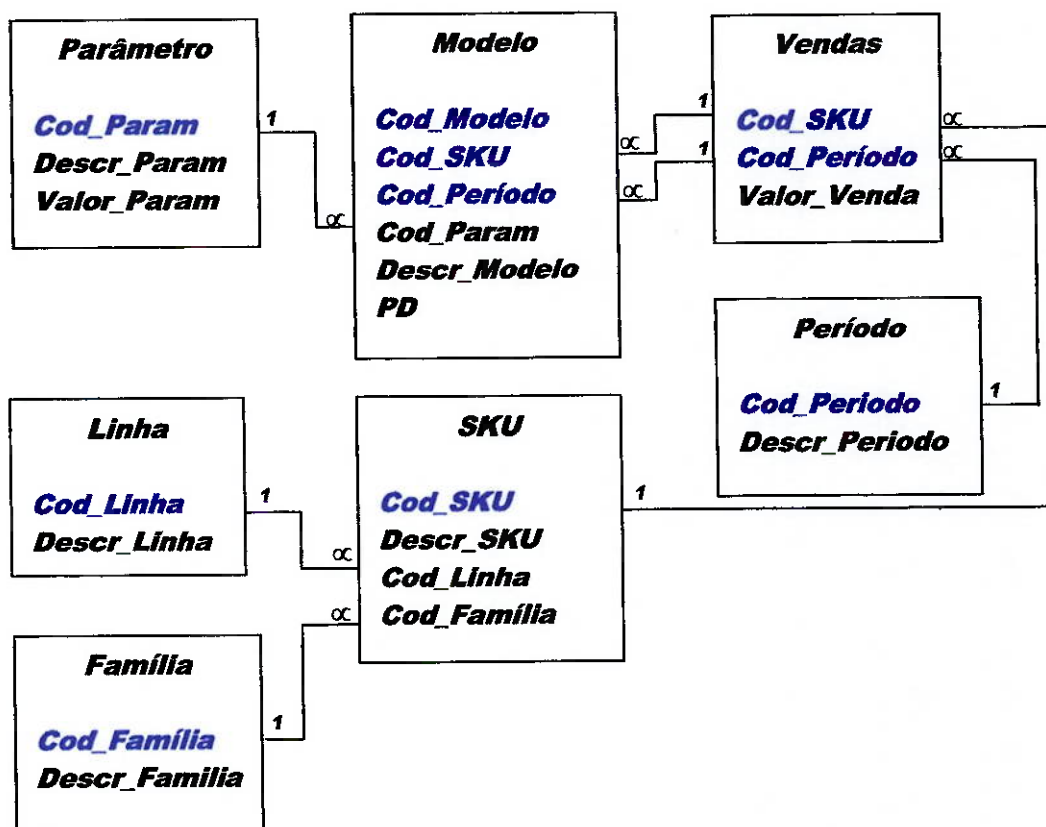 Parâmetro
Cod_Param
Descr_Param
Valor_Param
1
∝
Modelo
Cod_Modelo
Cod_SKU
Cod_Período
Cod_Param
Descr_Modelo
PD
∝
∝
1
1
Vendas
Cod_SKU
Cod_Período
Valor_Venda
∝
∝
Período
Cod_Periodo
Descr_Periodo
1
Linha
Cod_Linha
Descr_Linha
1
∝
SKU
Cod_SKU
Descr_SKU
Cod_Linha
Cod_Família
1
∝
Família
Cod_Família
Descr_Familia
1